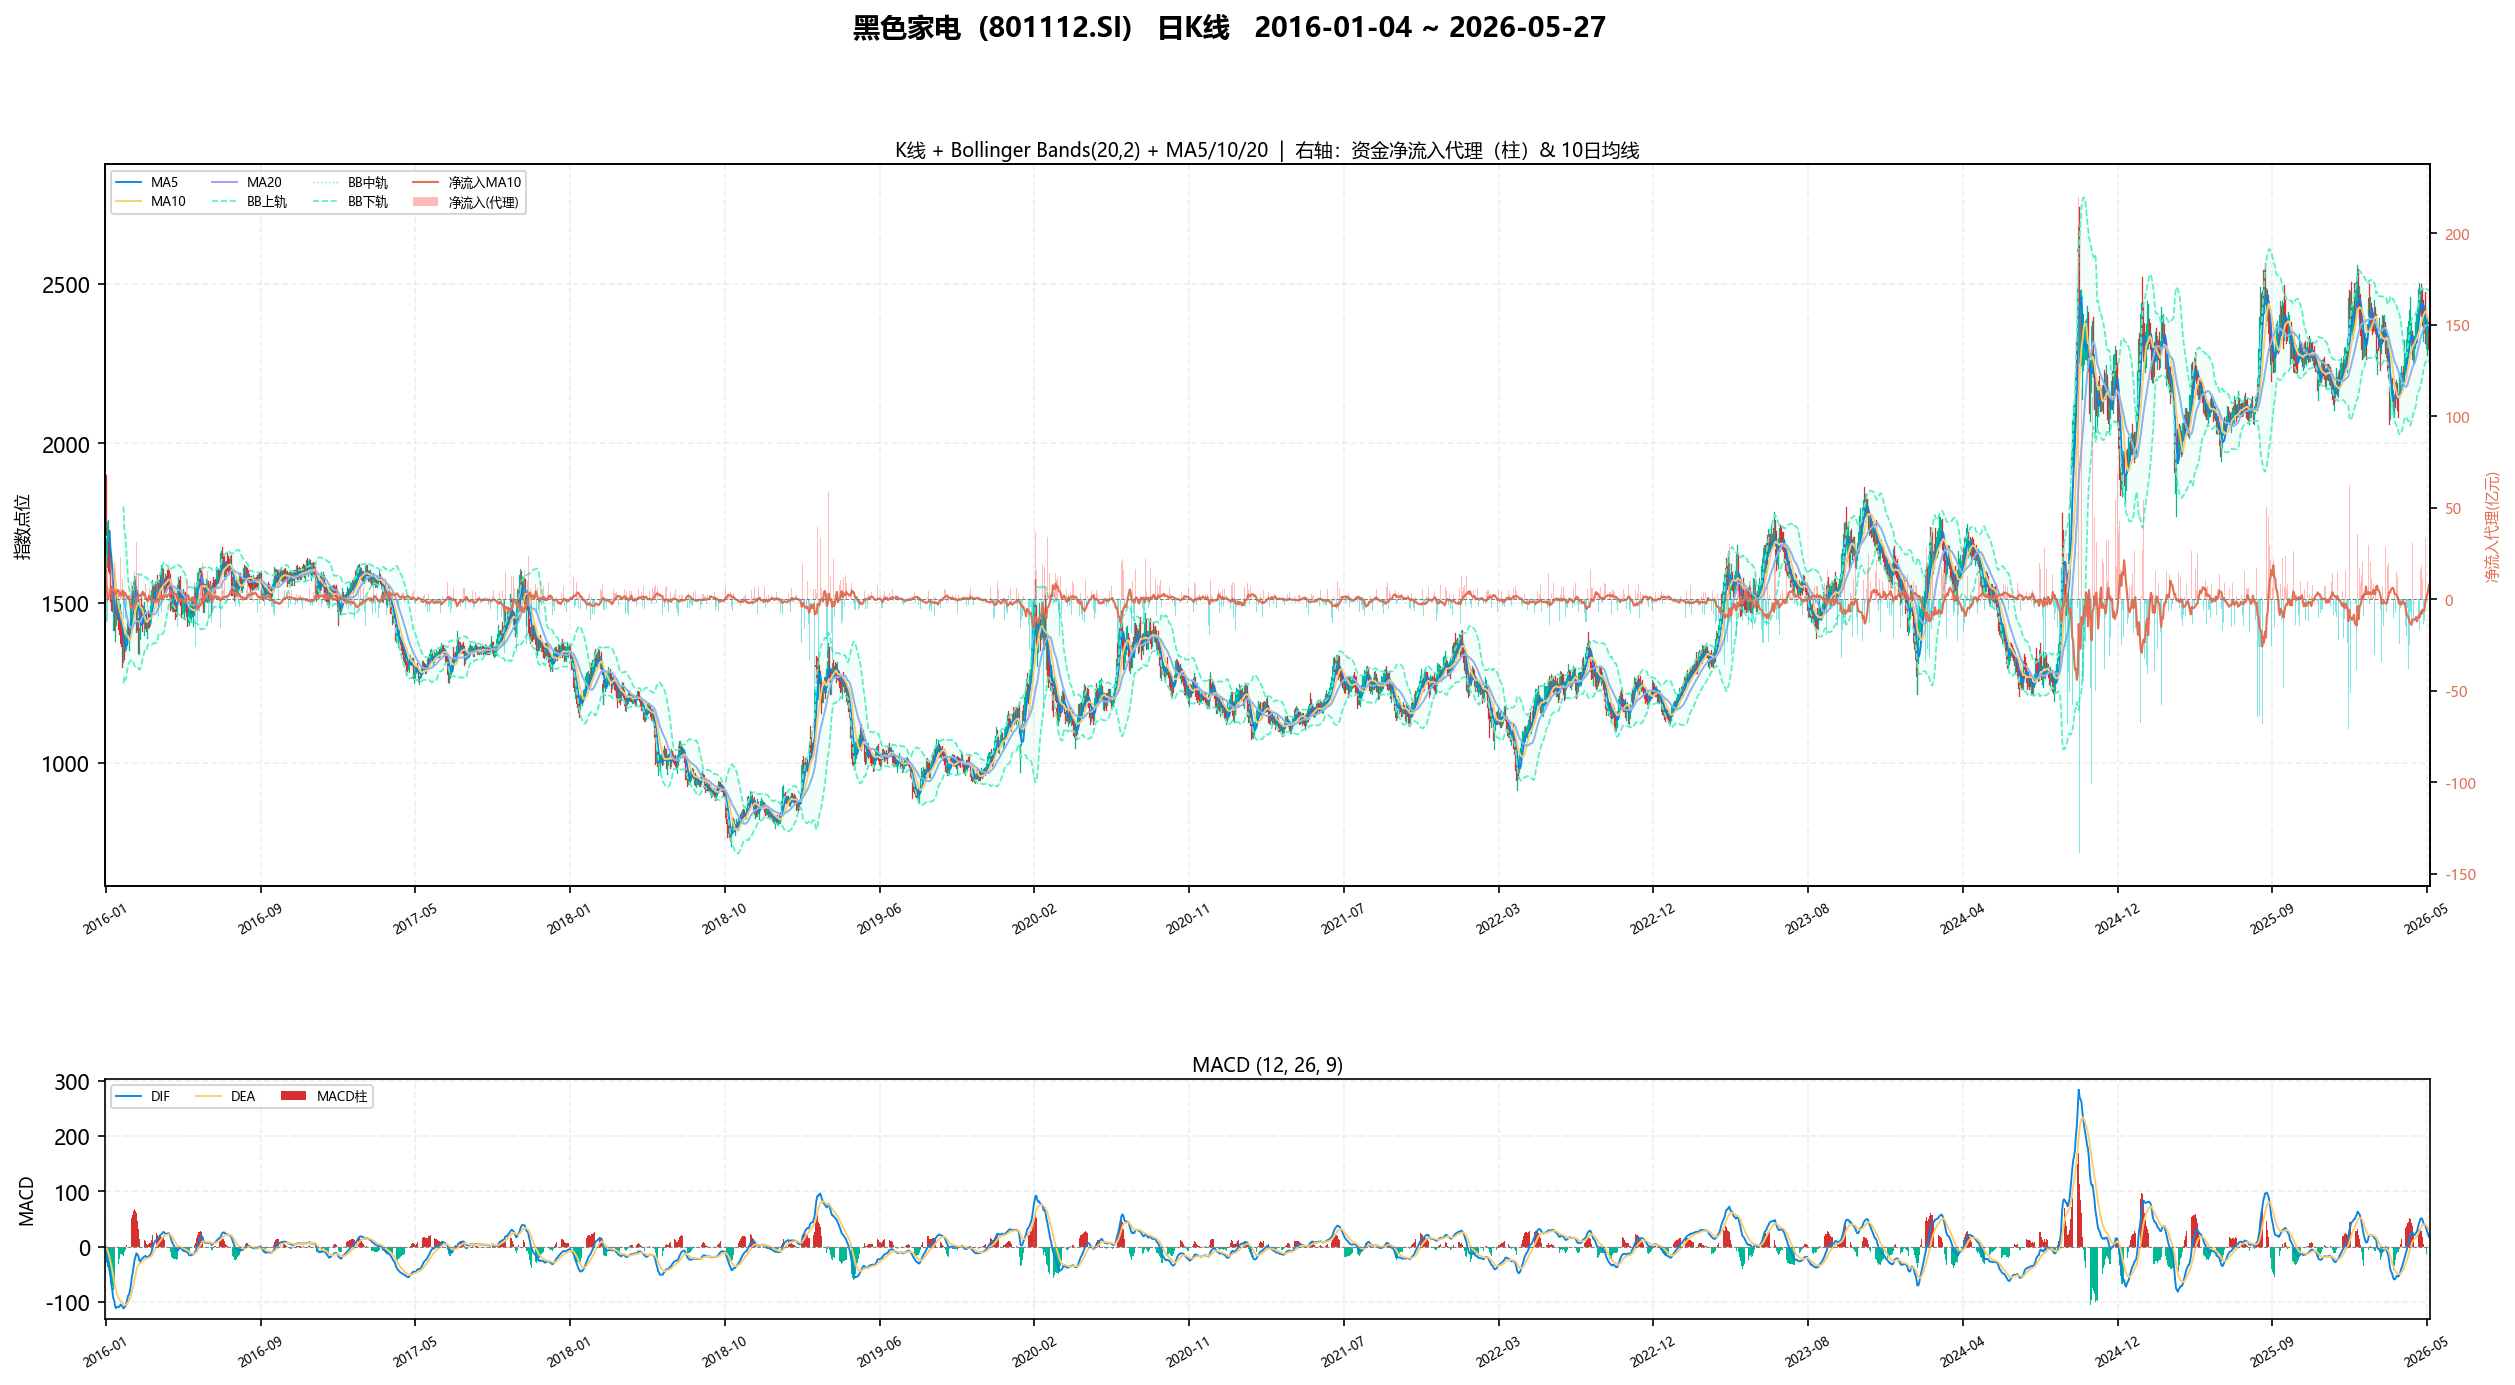 黑色家电 (801112.SI) 日K线 2016-01-04 ~ 2026-05-27
K线 + Bollinger Bands(20,2) + MA5/10/20 | 右轴：资金净流入代理（柱）& 10日均线
MA5 MA20 BB中轨 净流入MA10
MA10 BB上轨 BB下轨 净流入(代理)
指数点位
2500
2000
1500
1000
200
150
100
50
0
-50
-100
-150
净流入代理(亿元)
2016-01 2016-09 2017-05 2018-01 2018-10 2019-06 2020-02 2020-11 2021-07 2022-03 2022-12 2023-08 2024-04 2024-12 2025-09 2026-05
MACD (12, 26, 9)
DIF DEA MACD柱
MACD
300
200
100
0
-100
2016-01 2016-09 2017-05 2018-01 2018-10 2019-06 2020-02 2020-11 2021-07 2022-03 2022-12 2023-08 2024-04 2024-12 2025-09 2026-05